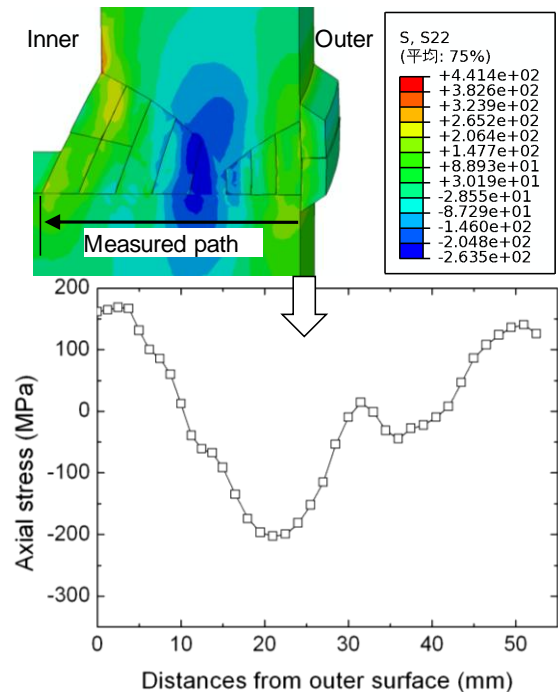 Inner
Outer
Measured path
S, S22
(平均: 75%)
+4.414e+02
+3.826e+02
+3.239e+02
+2.652e+02
+2.064e+02
+1.477e+02
+8.893e+01
+3.019e+01
-2.855e+01
-8.729e+01
-1.460e+02
-2.048e+02
-2.635e+02
200
100
0
-100
-200
-300
Axial stress (MPa)
0 10 20 30 40 50
Distances from outer surface (mm)